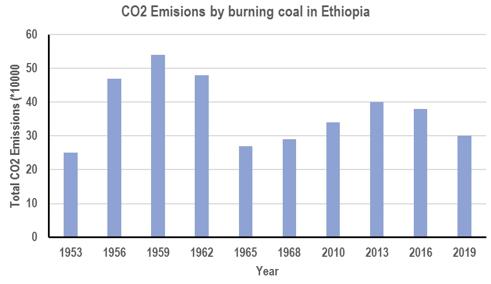 CO2 Emisions by burning coal in Ethiopia
Total CO2 Emissions (*10000
60
50
40
30
20
10
0
1953 1956 1959 1962 1965 1968 2010 2013 2016 2019
Year